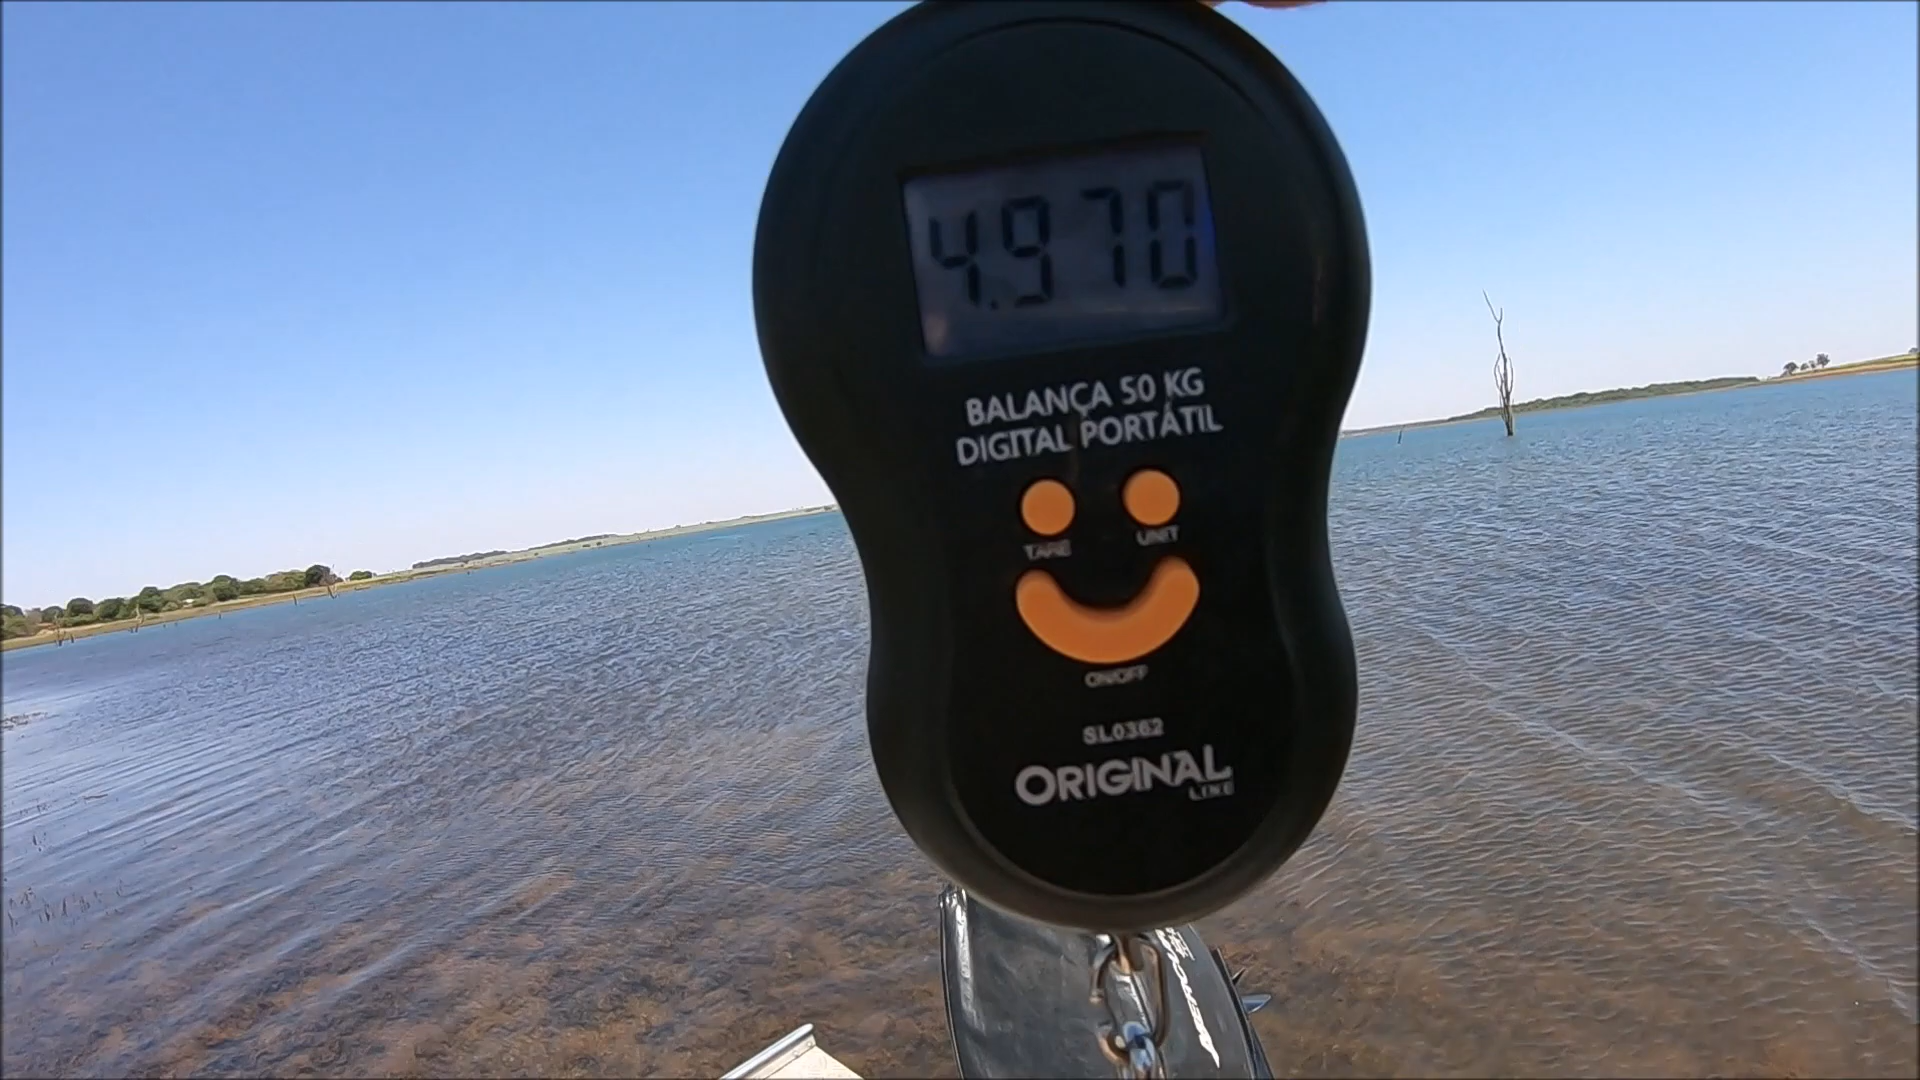 4.970
BALANÇA 50 KG
DIGITAL PORTÁTIL
TARE UNIT
ON/OFF
SL0362
ORIGINAL
LINE